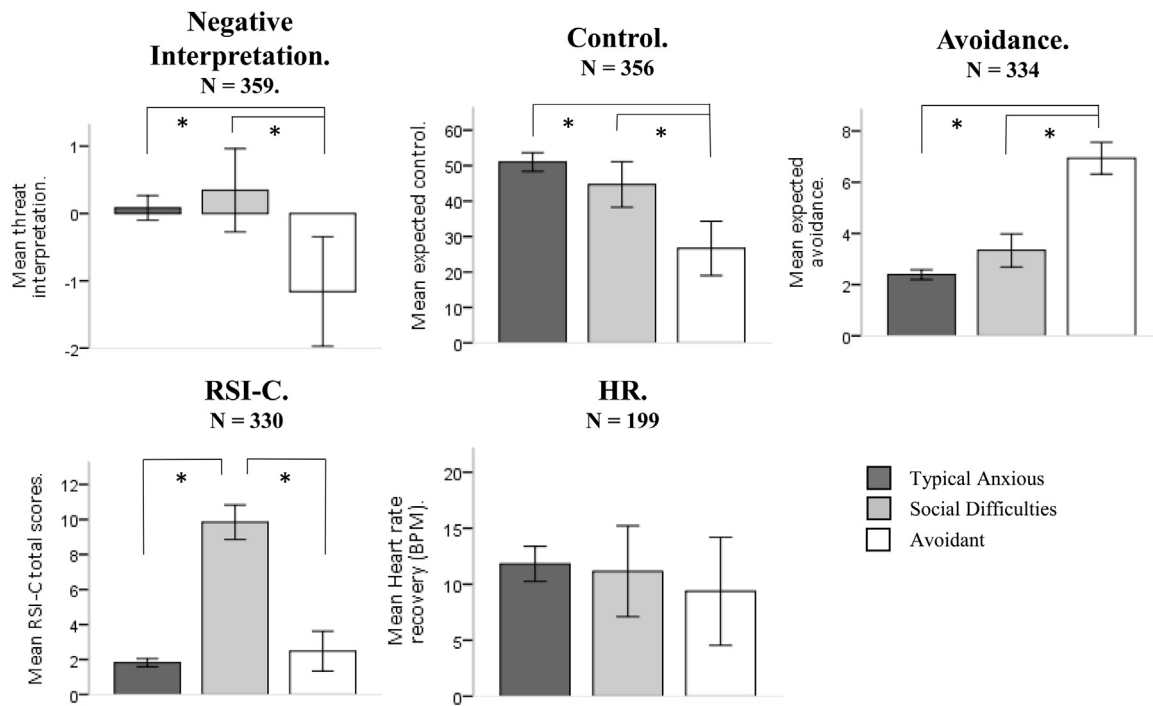 Negative
Interpretation.
N = 359.
*
*
Mean threat
interpretation.
1
0
-1
-2
Control.
N = 356
*
*
Mean expected control.
60
50
40
30
20
10
0
Avoidance.
N = 334
*
*
Mean expected
avoidance.
8
6
4
2
0
RSI-C.
N = 330
*
*
Mean RSI-C total scores.
12
10
8
6
4
2
0
HR.
N = 199
Mean Heart rate
recovery (BPM).
20
15
10
5
0
Typical Anxious
Social Difficulties
Avoidant